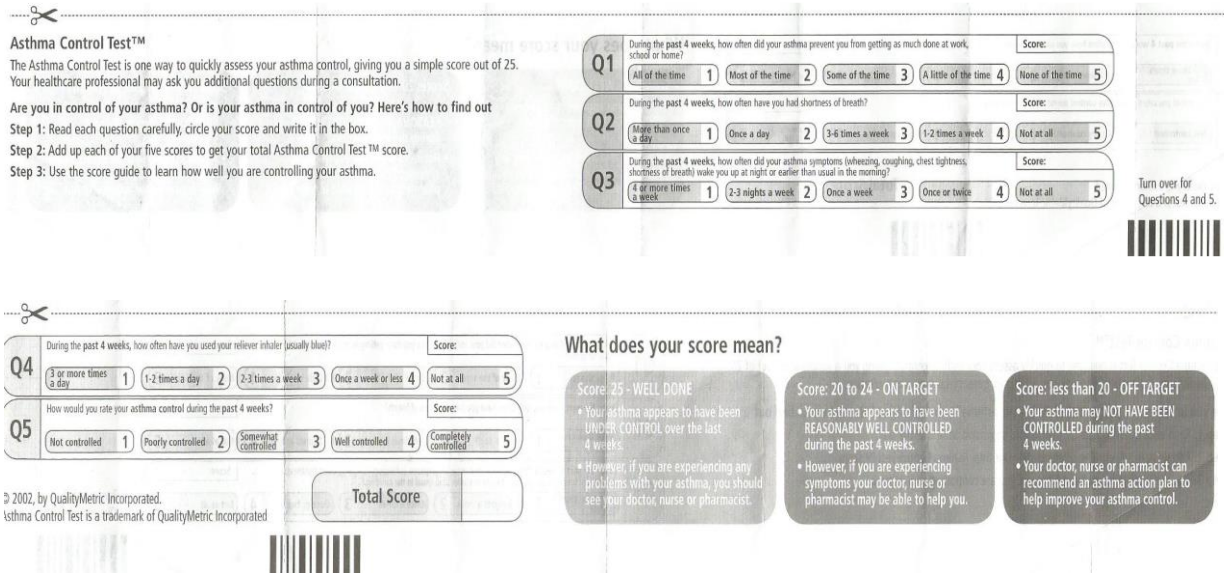 Asthma Control Test™
The Asthma Control Test is one way to quickly assess your asthma control, giving you a simple score out of 25.
Your healthcare professional may ask you additional questions during a consultation.
Are you in control of your asthma? Or is your asthma in control of you? Here's how to find out
Step 1: Read each question carefully, circle your score and write it in the box.
Step 2: Add up each of your five scores to get your total Asthma Control Test ™ score.
Step 3: Use the score guide to learn how well you are controlling your asthma.
Q1
During the past 4 weeks, how often did your asthma prevent you from getting as much done at work,
school or home?
Score:
All of the time 1 Most of the time 2 Some of the time 3 A little of the time 4 None of the time 5
Q2
During the past 4 weeks, how often have you had shortness of breath?
Score:
More than once
a day 1 Once a day 2 3-6 times a week 3 1-2 times a week 4 Not at all 5
Q3
During the past 4 weeks, how often did your asthma symptoms (wheezing, coughing, chest tightness,
shortness of breath) wake you up at night or earlier than usual in the morning?
Score:
4 or more times
a week 1 2-3 nights a week 2 Once a week 3 Once or twice 4 Not at all 5
Turn over for
Questions 4 and 5.
Q4
During the past 4 weeks, how often have you used your reliever inhaler (usually blue)?
Score:
3 or more times
a day 1 1-2 times a day 2 2-3 times a week 3 Once a week or less 4 Not at all 5
Q5
How would you rate your asthma control during the past 4 weeks?
Score:
Not controlled 1 Poorly controlled 2 Somewhat
controlled 3 Well controlled 4 Completely
controlled 5
Total Score
© 2002, by QualityMetric Incorporated.
Asthma Control Test is a trademark of QualityMetric Incorporated
What does your score mean?
Score: 25 - WELL DONE
• Your asthma appears to have been
UNDER CONTROL over the last
4 weeks.
• However, if you are experiencing any
problems with your asthma, you should
see your doctor, nurse or pharmacist.
Score: 20 to 24 - ON TARGET
• Your asthma appears to have been
REASONABLY WELL CONTROLLED
during the past 4 weeks.
• However, if you are experiencing
symptoms your doctor, nurse or
pharmacist may be able to help you.
Score: less than 20 - OFF TARGET
• Your asthma may NOT HAVE BEEN
CONTROLLED during the past
4 weeks.
• Your doctor, nurse or pharmacist can
recommend an asthma action plan to
help improve your asthma control.